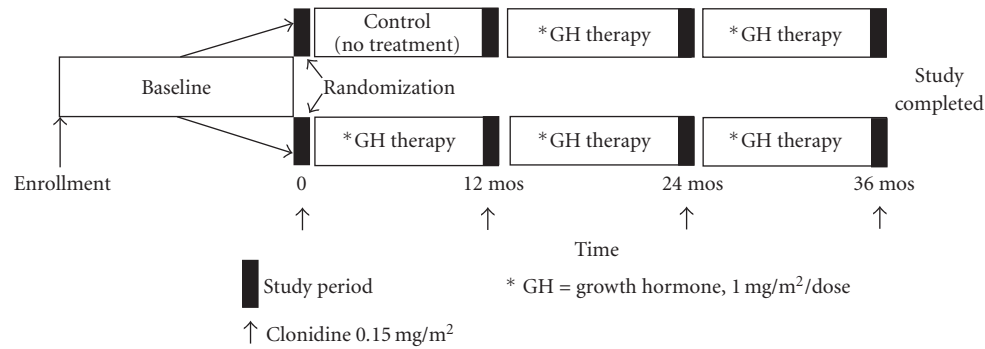 Control
(no treatment)
*GH therapy
*GH therapy
Baseline
Randomization
Study
completed
*GH therapy
*GH therapy
*GH therapy
Enrollment
0
12 mos
24 mos
36 mos
Time
Study period
* GH = growth hormone, 1 mg/m²/dose
Clonidine 0.15 mg/m²